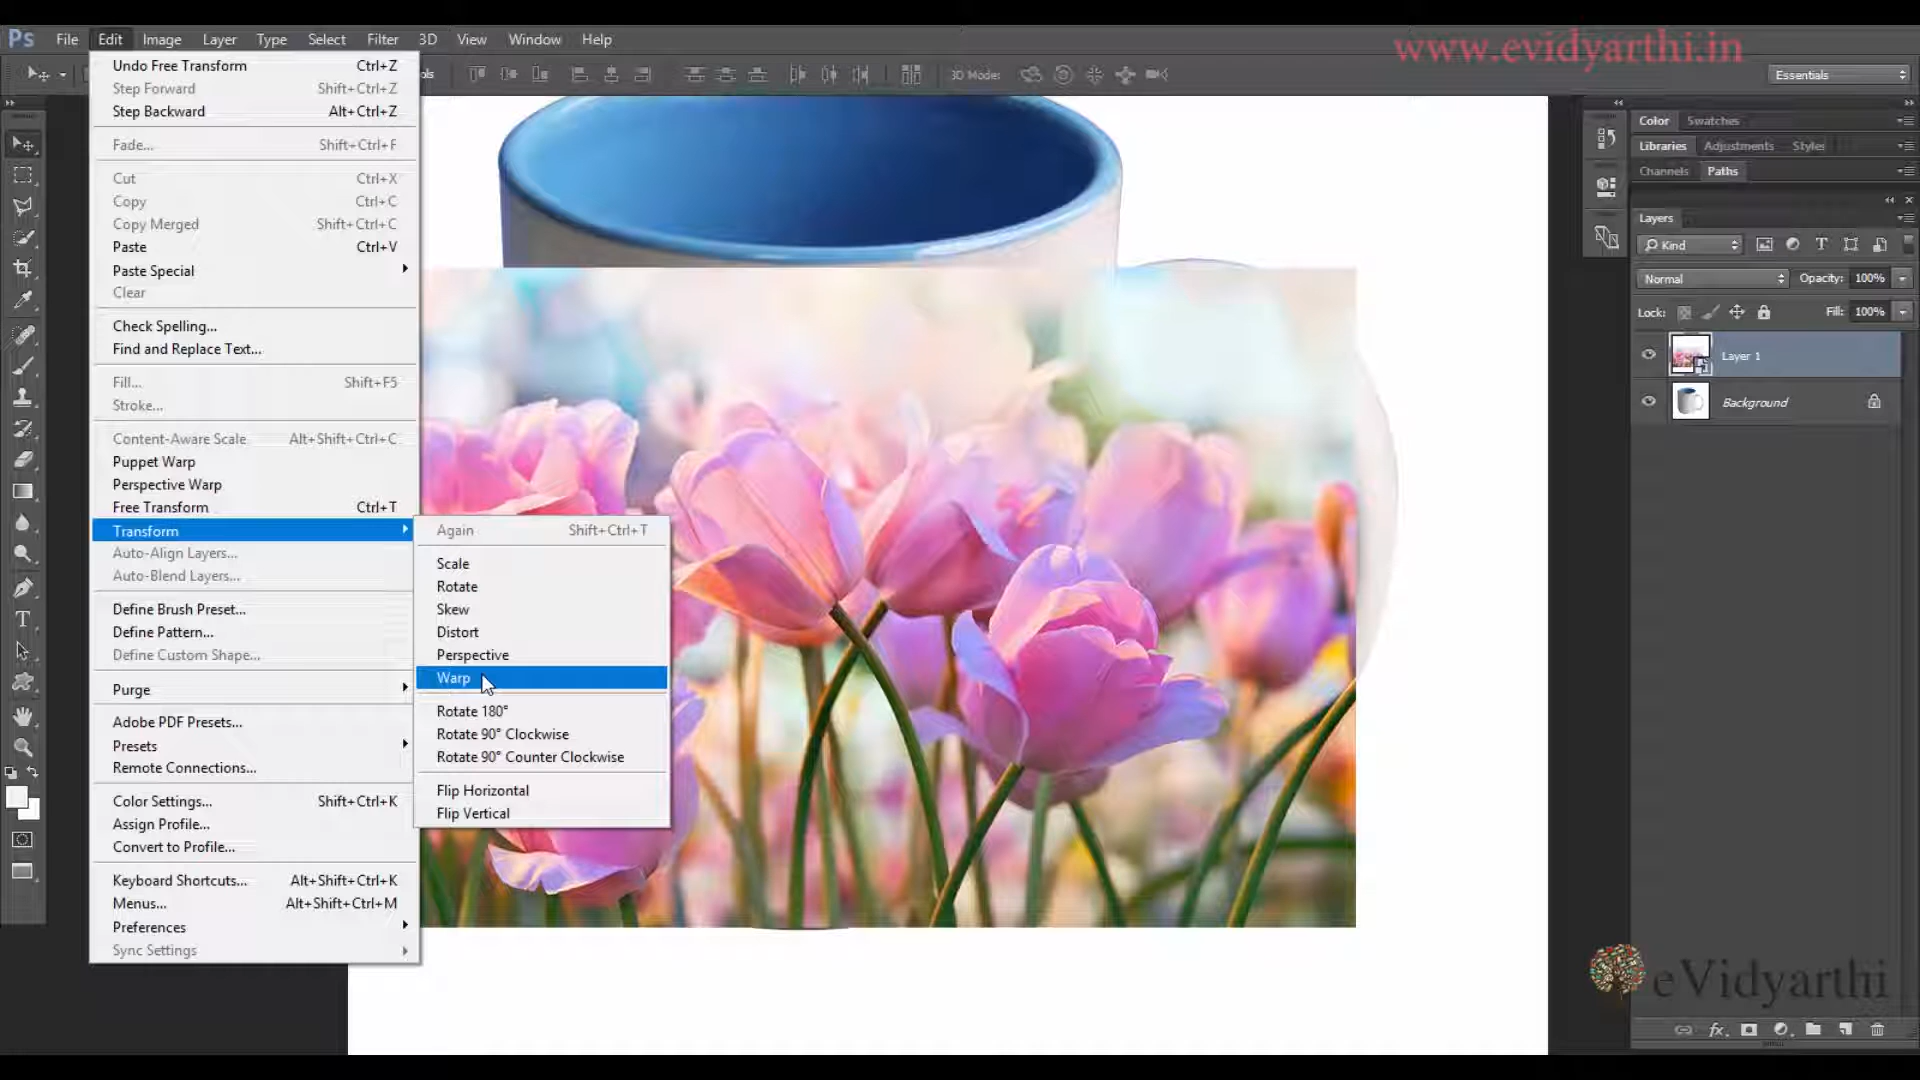 www.evidyarthi.in
Ps File Edit Image Layer Type Select Filter 3D View Window Help
3D Mode: Essentials
Undo Free Transform Ctrl+Z
Step Forward Shift+Ctrl+Z
Step Backward Alt+Ctrl+Z
Fade... Shift+Ctrl+F
Cut Ctrl+X
Copy Ctrl+C
Copy Merged Shift+Ctrl+C
Paste Ctrl+V
Paste Special
Clear
Check Spelling...
Find and Replace Text...
Fill... Shift+F5
Stroke...
Content-Aware Scale Alt+Shift+Ctrl+C
Puppet Warp
Perspective Warp
Free Transform Ctrl+T
Transform
Auto-Align Layers...
Auto-Blend Layers...
Define Brush Preset...
Define Pattern...
Define Custom Shape...
Purge
Adobe PDF Presets...
Presets
Remote Connections...
Color Settings... Shift+Ctrl+K
Assign Profile...
Convert to Profile...
Keyboard Shortcuts... Alt+Shift+Ctrl+K
Menus... Alt+Shift+Ctrl+M
Preferences
Sync Settings
Again Shift+Ctrl+T
Scale
Rotate
Skew
Distort
Perspective
Warp
Rotate 180°
Rotate 90° Clockwise
Rotate 90° Counter Clockwise
Flip Horizontal
Flip Vertical
Color Swatches
Libraries Adjustments Styles
Channels Paths
Layers
Kind
Normal Opacity: 100%
Lock: Fill: 100%
Layer 1
Background
eVidyarthi
fx